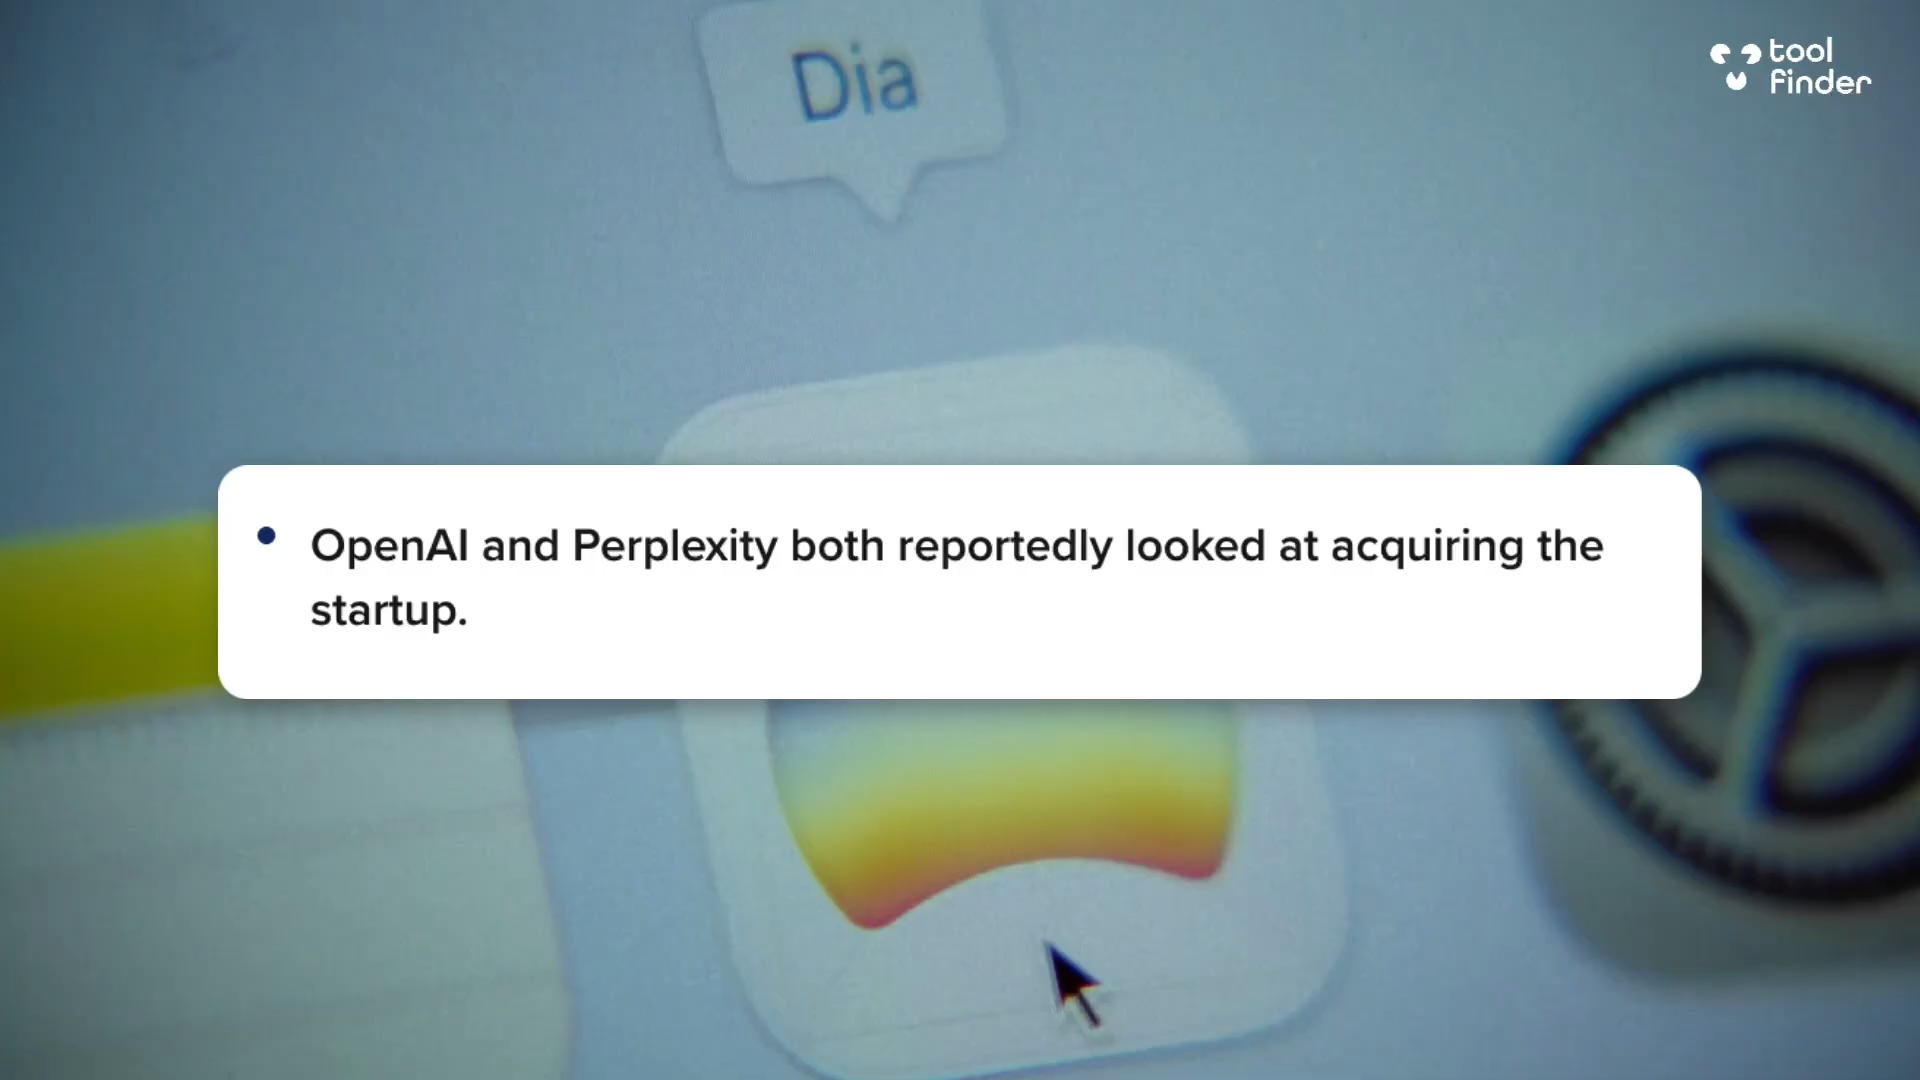 Dia
tool
finder
OpenAI and Perplexity both reportedly looked at acquiring the
startup.